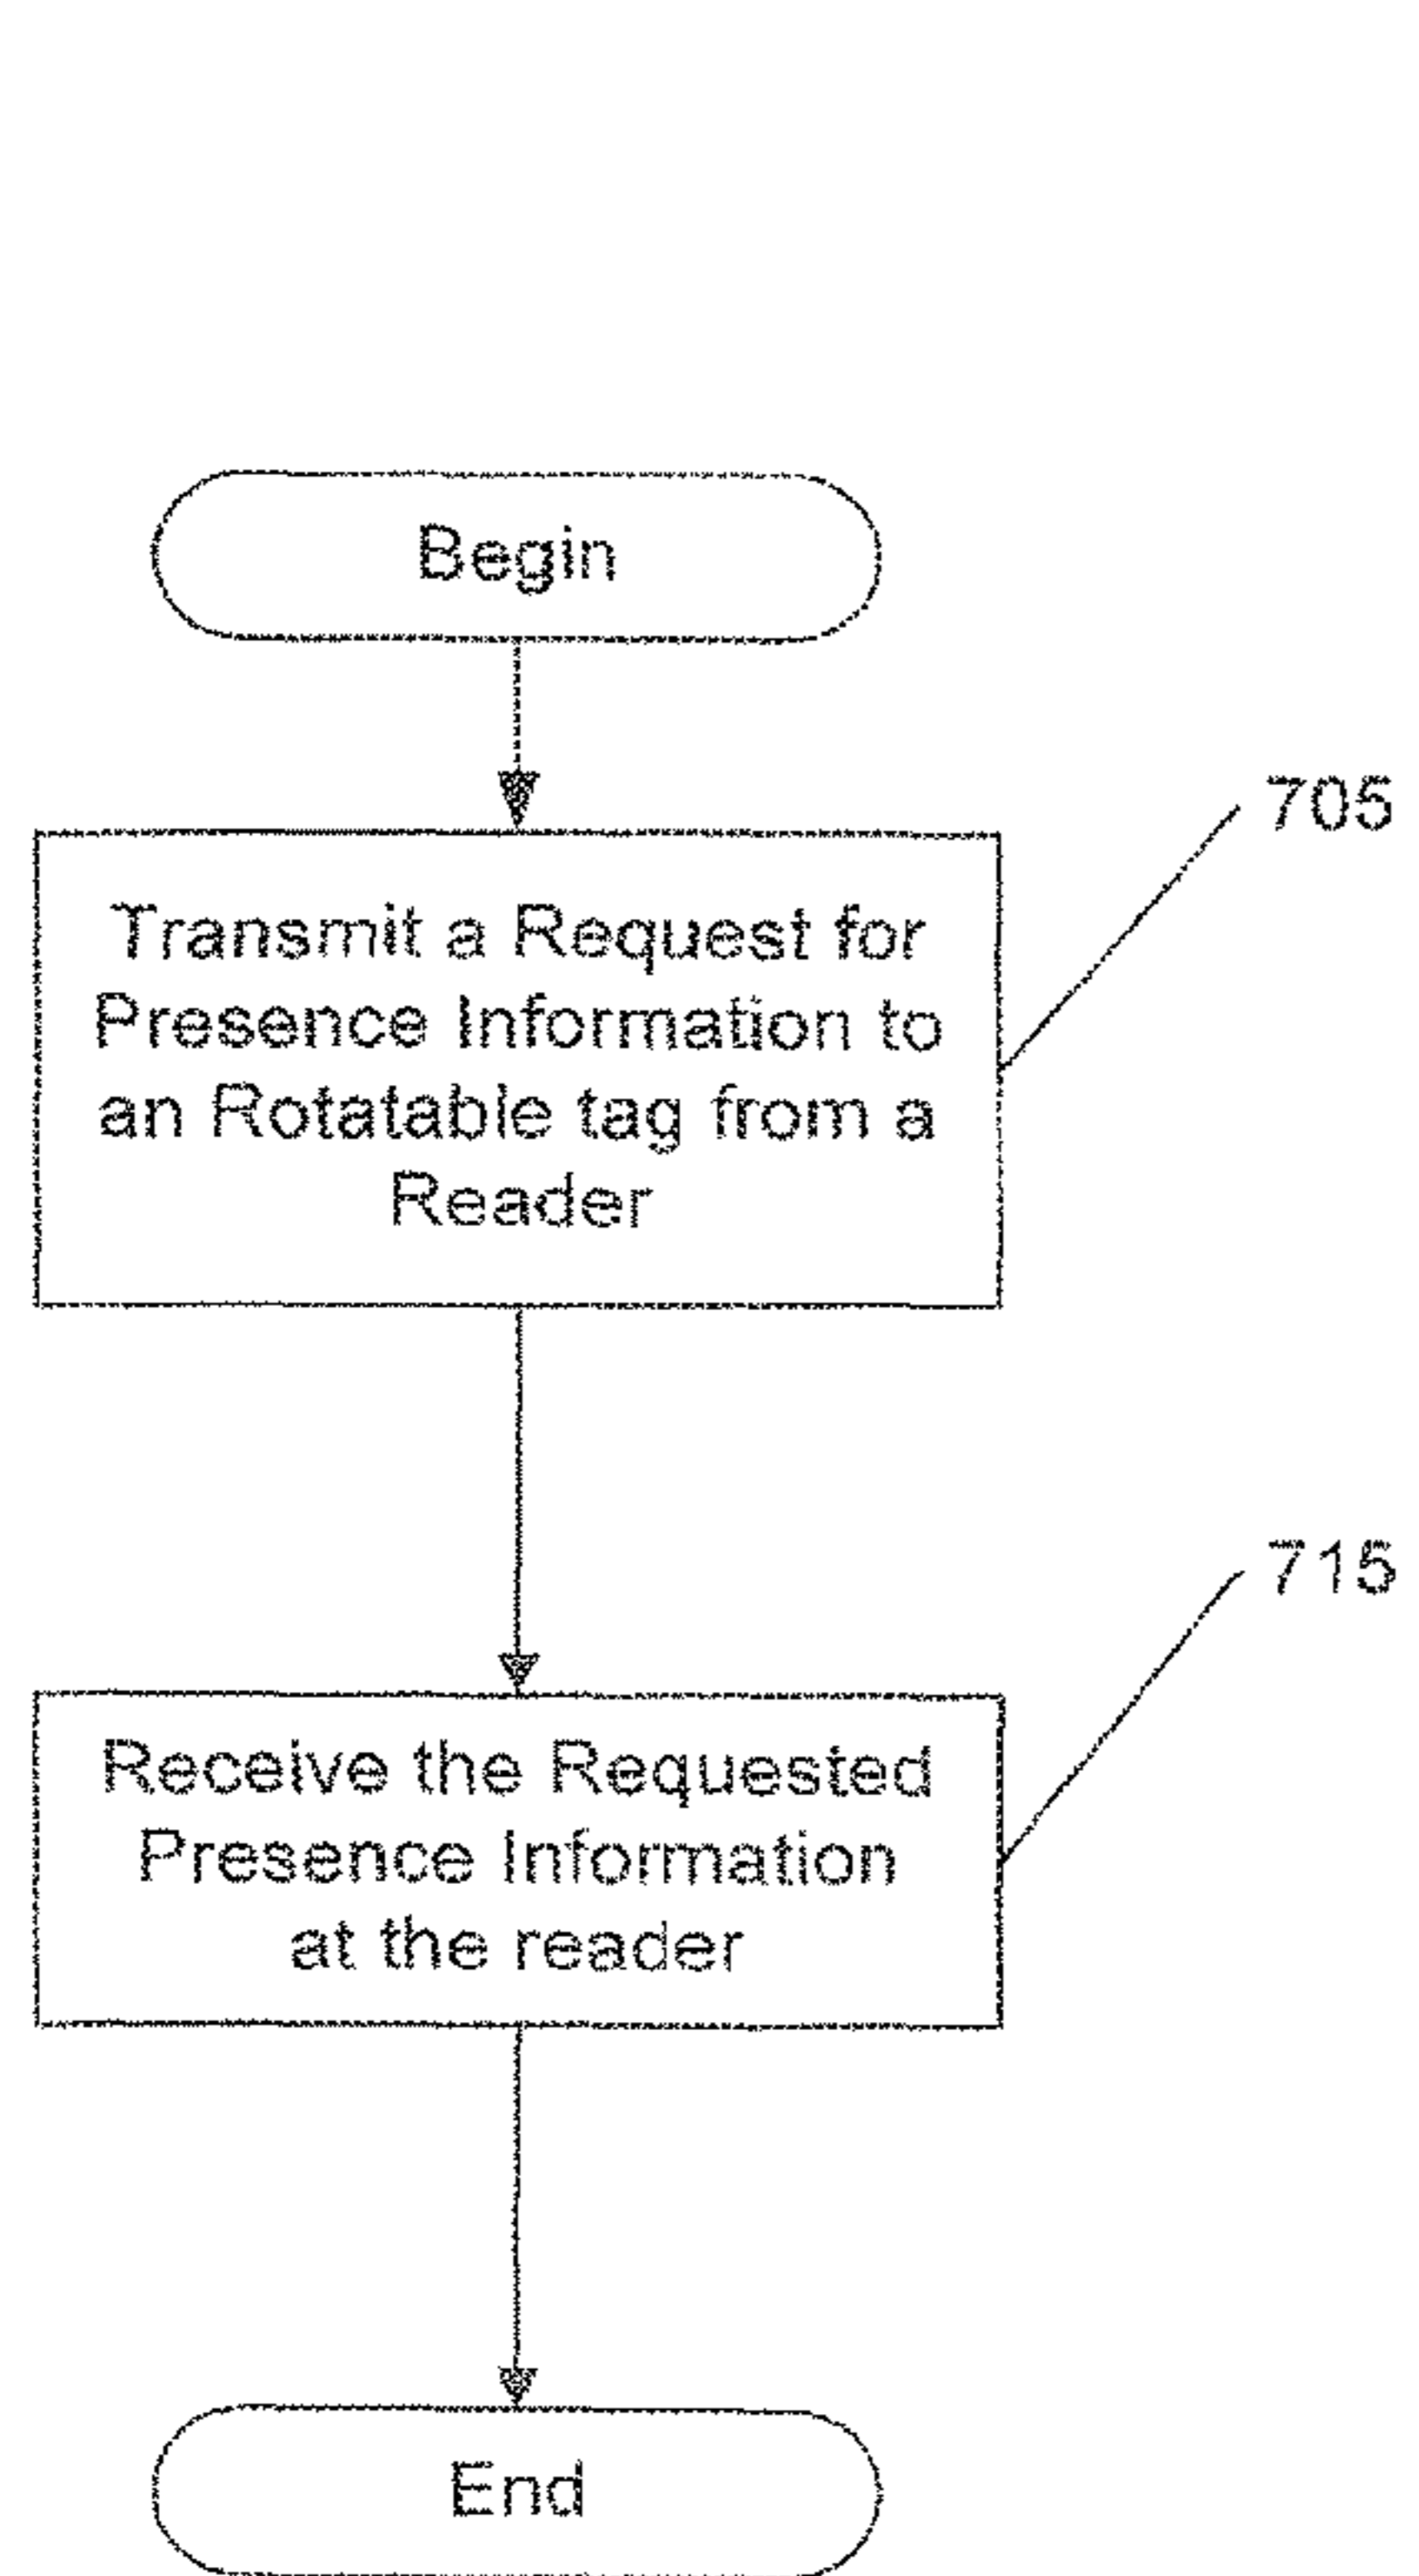 Begin
705
Transmit a Request for
Presence Information to
an Rotatable tag from a
Reader
715
Receive the Requested
Presence Information
at the reader
End